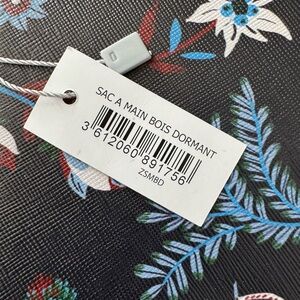 SAC A MAIN BOIS DORMANT
3 612060 891756
ZSMBD